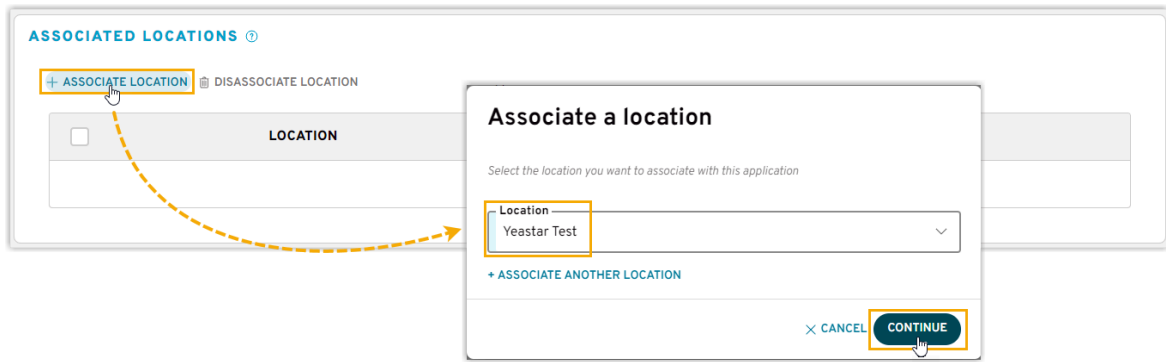 ASSOCIATED LOCATIONS ?
+ ASSOCIATE LOCATION DISASSOCIATE LOCATION
LOCATION
Associate a location
Select the location you want to associate with this application
Location
Yeastar Test
+ ASSOCIATE ANOTHER LOCATION
× CANCEL CONTINUE